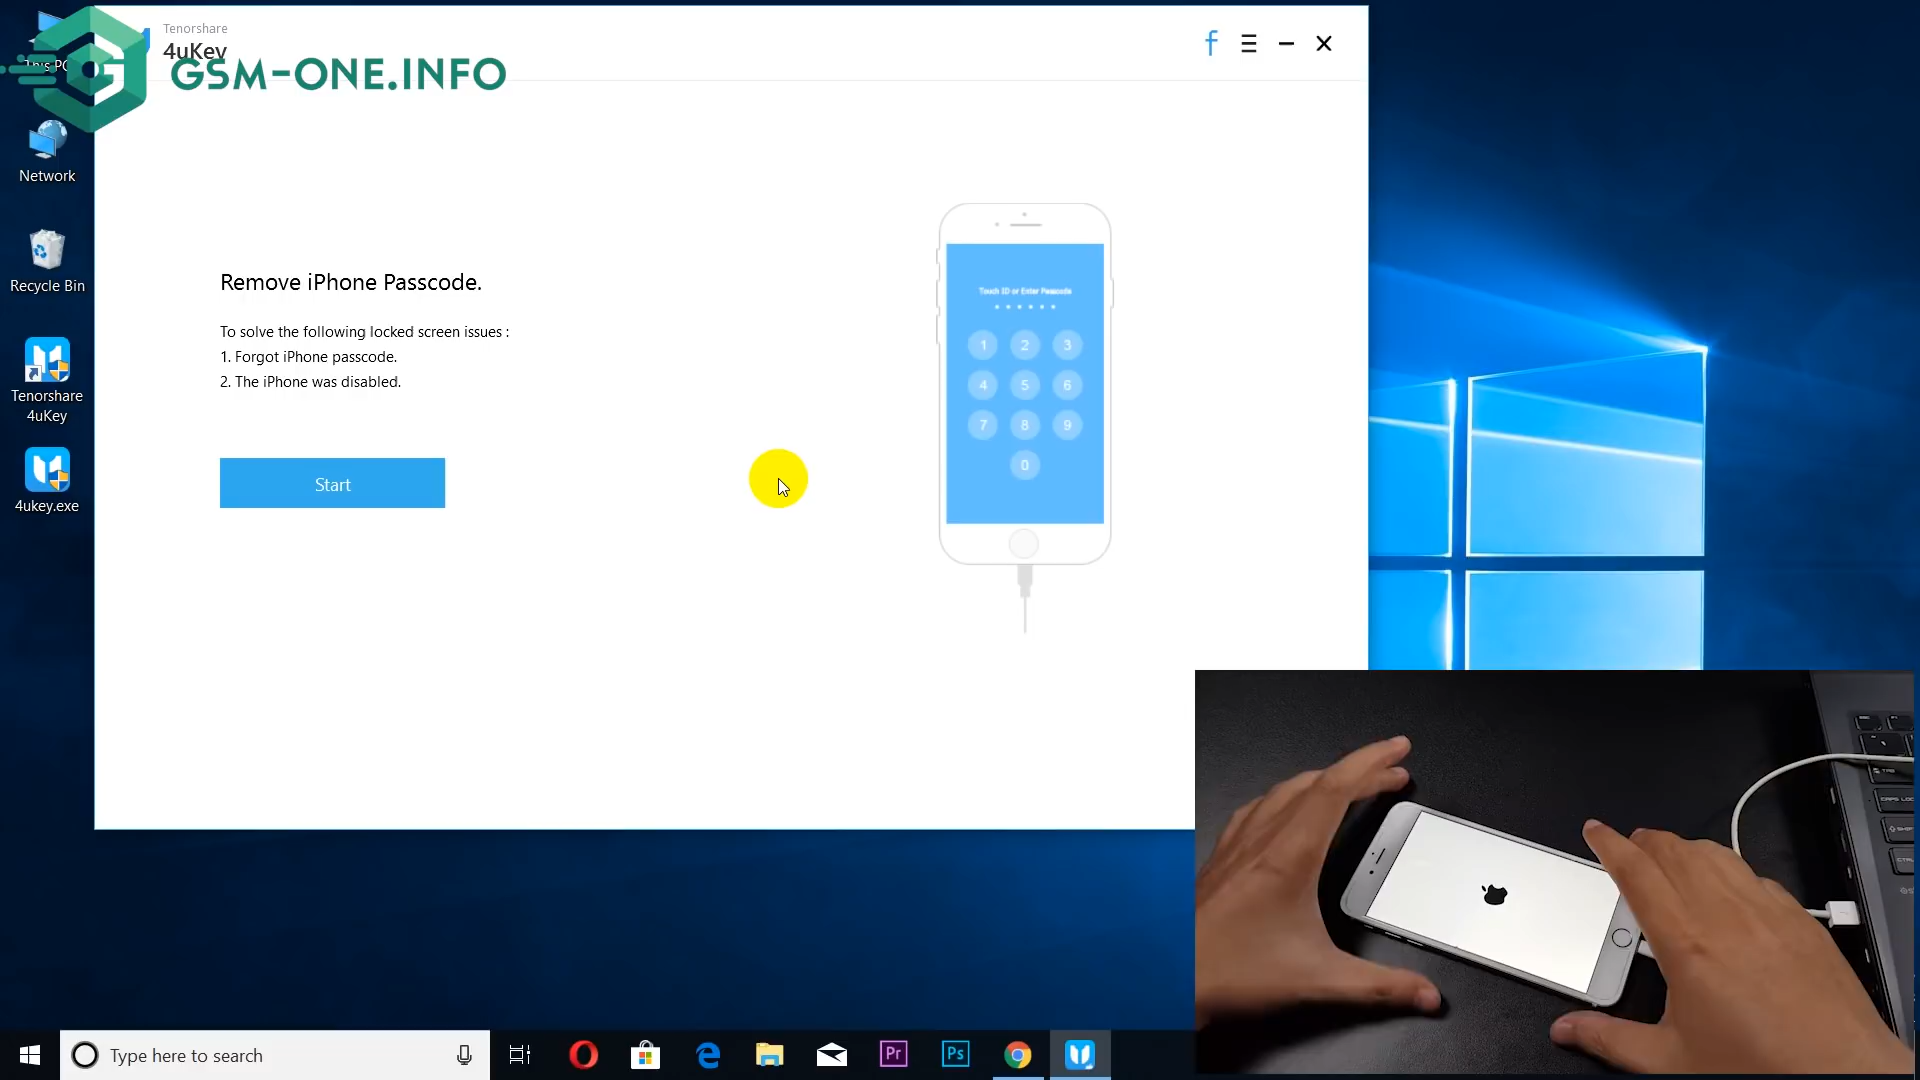 Tenorshare
4uKey
GSM-ONE.INFO
This PC
Network
Recycle Bin
Tenorshare
4uKey
4ukey.exe
Remove iPhone Passcode.
To solve the following locked screen issues :
1. Forgot iPhone passcode.
2. The iPhone was disabled.
Start
Touch ID or Enter Passcode
1 2 3
4 5 6
7 8 9
0
Type here to search
Pr
Ps